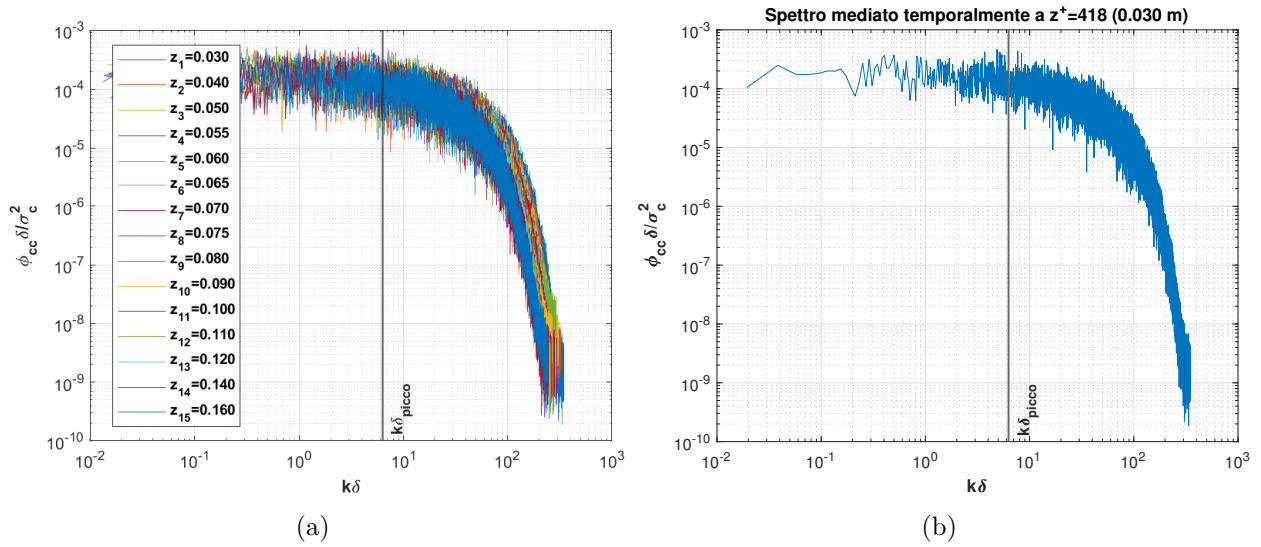 10^-3
10^-4
10^-5
10^-6
10^-7
10^-8
10^-9
10^-10
ϕ_cc δ/σ_c^2
z_1=0.030
z_2=0.040
z_3=0.050
z_4=0.055
z_5=0.060
z_6=0.065
z_7=0.070
z_8=0.075
z_9=0.080
z_10=0.090
z_11=0.100
z_12=0.110
z_13=0.120
z_14=0.140
z_15=0.160
kδ_picco
10^-2 10^-1 10^0 10^1 10^2 10^3
kδ
(a)
Spettro mediato temporalmente a z^+=418 (0.030 m)
10^-3
10^-4
10^-5
10^-6
10^-7
10^-8
10^-9
10^-10
ϕ_cc δ/σ_c^2
kδ_picco
10^-2 10^-1 10^0 10^1 10^2 10^3
kδ
(b)